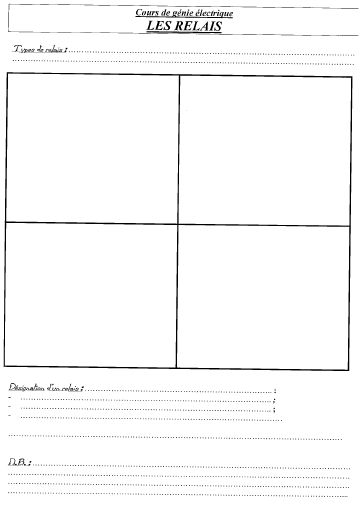 Cours de génie électrique
LES RELAIS
Types de relais :
Désignation d'un relais : ;
- ;
- ;
-
N.B. :